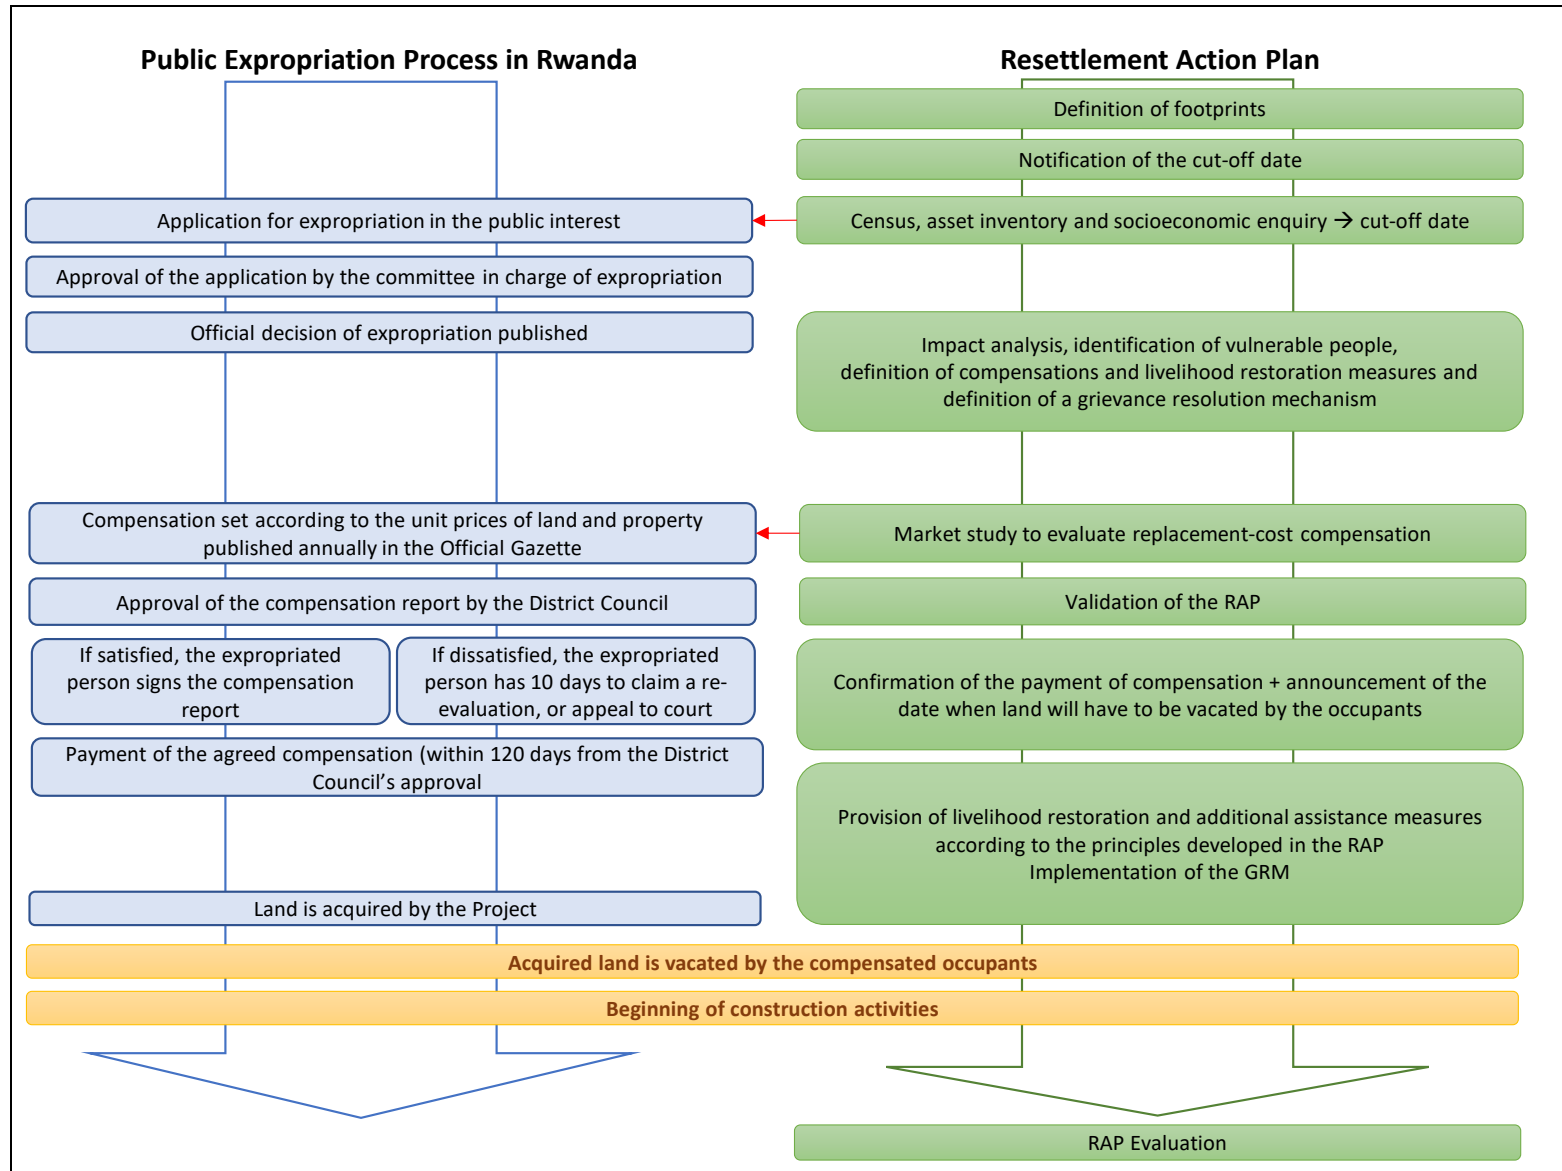 Public Expropriation Process in Rwanda
Application for expropriation in the public interest
Approval of the application by the committee in charge of expropriation
Official decision of expropriation published
Compensation set according to the unit prices of land and property
published annually in the Official Gazette
Approval of the compensation report by the District Council
If satisfied, the expropriated
person signs the compensation
report
If dissatisfied, the expropriated
person has 10 days to claim a re-
evaluation, or appeal to court
Payment of the agreed compensation (within 120 days from the District
Council’s approval
Land is acquired by the Project
Resettlement Action Plan
Definition of footprints
Notification of the cut-off date
Census, asset inventory and socioeconomic enquiry → cut-off date
Impact analysis, identification of vulnerable people,
definition of compensations and livelihood restoration measures and
definition of a grievance resolution mechanism
Market study to evaluate replacement-cost compensation
Validation of the RAP
Confirmation of the payment of compensation + announcement of the
date when land will have to be vacated by the occupants
Provision of livelihood restoration and additional assistance measures
according to the principles developed in the RAP
Implementation of the GRM
Acquired land is vacated by the compensated occupants
Beginning of construction activities
RAP Evaluation